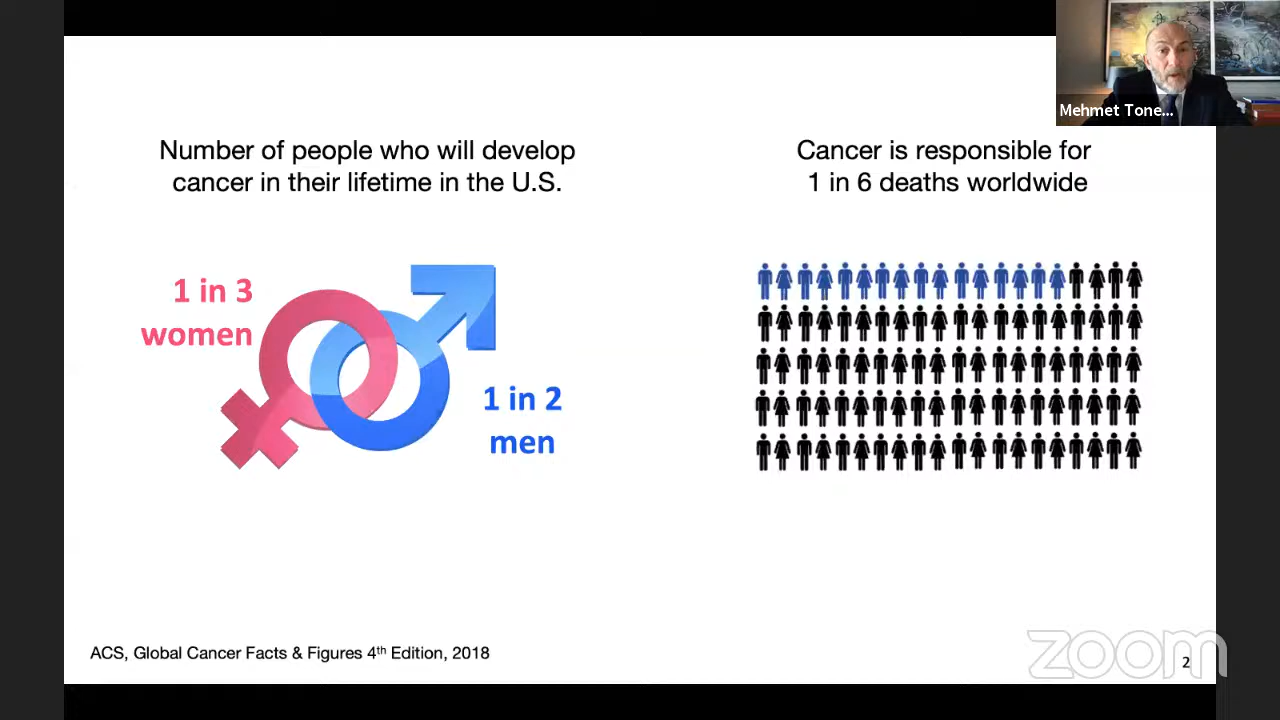 Mehmet Tone...
Number of people who will develop
cancer in their lifetime in the U.S.
Cancer is responsible for
1 in 6 deaths worldwide
1 in 3
women
1 in 2
men
ACS, Global Cancer Facts & Figures 4th Edition, 2018
zoom
2